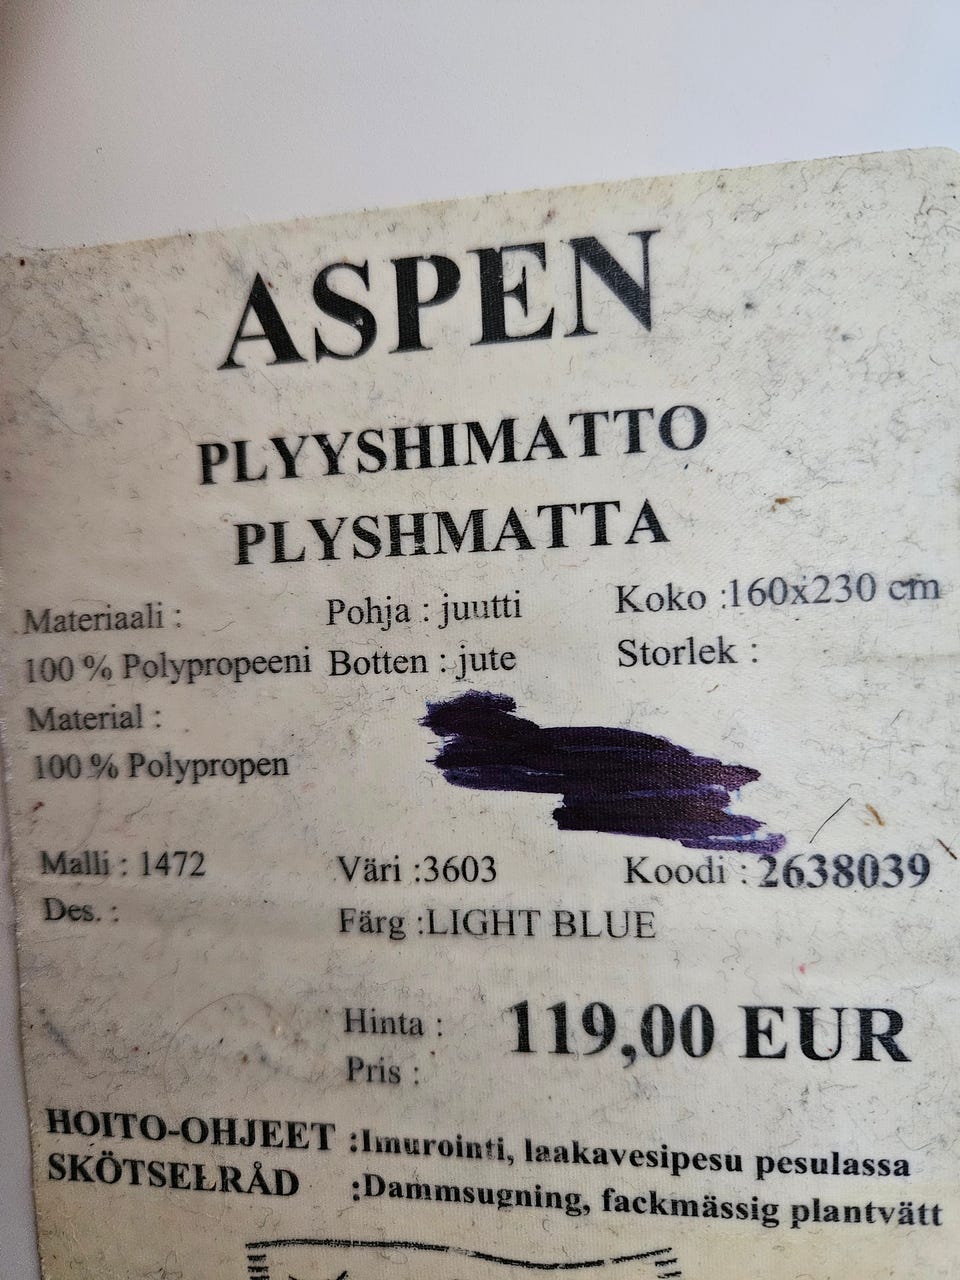 ASPEN
PLYYSHIMATTO
PLYSHMATTA
Materiaali : Pohja : juutti Koko :160x230 cm
100 % Polypropeeni Botten : jute Storlek :
Material :
100 % Polypropen
Malli : 1472 Väri :3603 Koodi : 2638039
Des. : Färg :LIGHT BLUE
Hinta : 119,00 EUR
Pris :
HOITO-OHJEET :Imurointi, laakavesipesu pesulassa
SKÖTSELRÅD :Dammsugning, fackmässig plantvätt